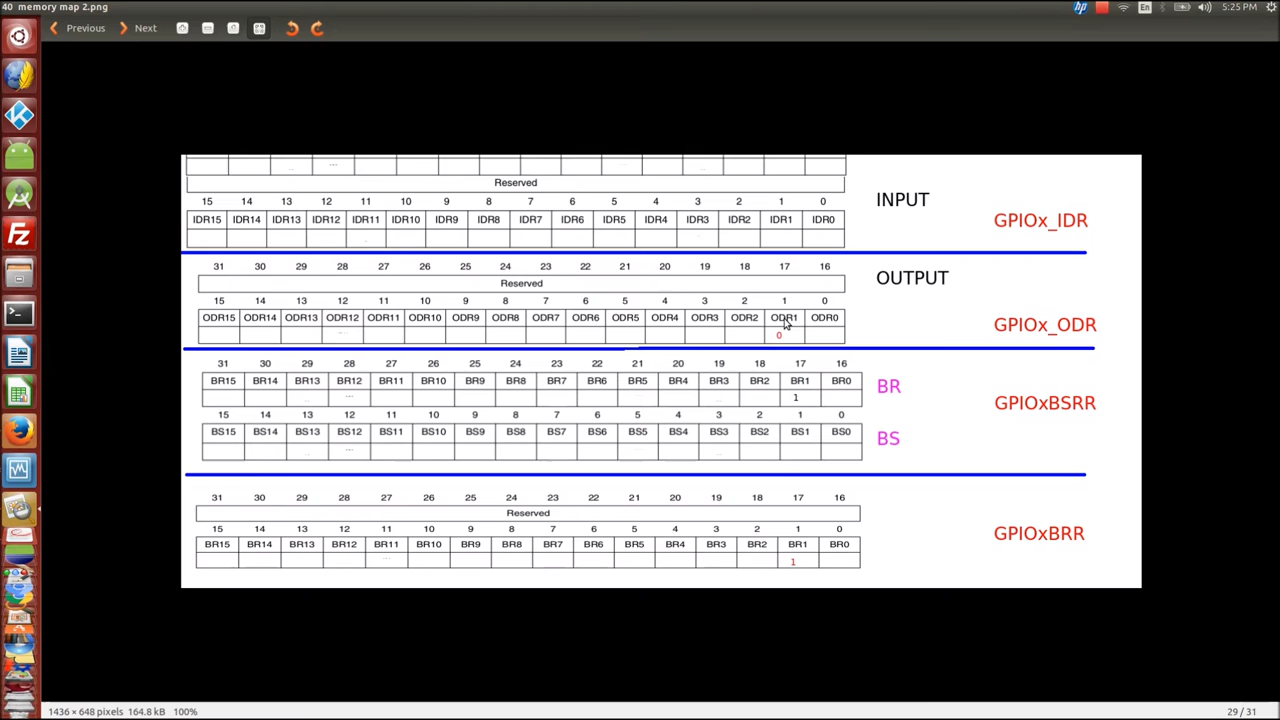 40 memory map 2.png
hp En 5:25 PM
Previous Next
Reserved
15 14 13 12 11 10 9 8 7 6 5 4 3 2 1 0
INPUT
IDR15 IDR14 IDR13 IDR12 IDR11 IDR10 IDR9 IDR8 IDR7 IDR6 IDR5 IDR4 IDR3 IDR2 IDR1 IDR0
GPIOx_IDR
31 30 29 28 27 26 25 24 23 22 21 20 19 18 17 16
OUTPUT
Reserved
15 14 13 12 11 10 9 8 7 6 5 4 3 2 1 0
ODR15 ODR14 ODR13 ODR12 ODR11 ODR10 ODR9 ODR8 ODR7 ODR6 ODR5 ODR4 ODR3 ODR2 ODR1 ODR0
GPIOx_ODR
0
31 30 29 28 27 26 25 24 23 22 21 20 19 18 17 16
BR15 BR14 BR13 BR12 BR11 BR10 BR9 BR8 BR7 BR6 BR5 BR4 BR3 BR2 BR1 BR0
BR
1
GPIOxBSRR
15 14 13 12 11 10 9 8 7 6 5 4 3 2 1 0
BS15 BS14 BS13 BS12 BS11 BS10 BS9 BS8 BS7 BS6 BS5 BS4 BS3 BS2 BS1 BS0
BS
31 30 29 28 27 26 25 24 23 22 21 20 19 18 17 16
Reserved
15 14 13 12 11 10 9 8 7 6 5 4 3 2 1 0
GPIOxBRR
BR15 BR14 BR13 BR12 BR11 BR10 BR9 BR8 BR7 BR6 BR5 BR4 BR3 BR2 BR1 BR0
1
1436 × 648 pixels 164.8 kB 100%
29 / 31